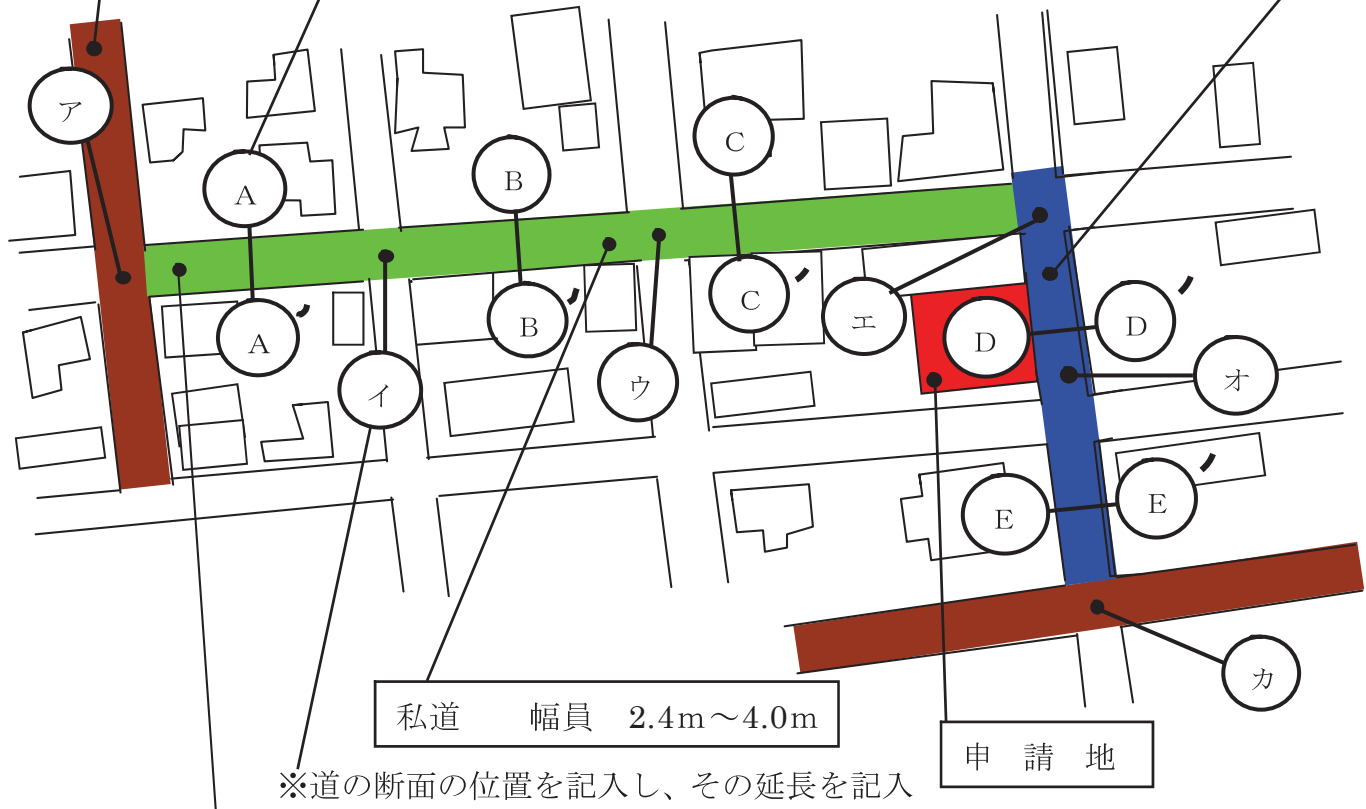 ア
A
B
C
C′
エ
D
D′
A′
B′
イ
ウ
オ
E
E′
カ
私道　　幅員　2.4m～4.0m
申　請　地
※道の断面の位置を記入し、その延長を記入